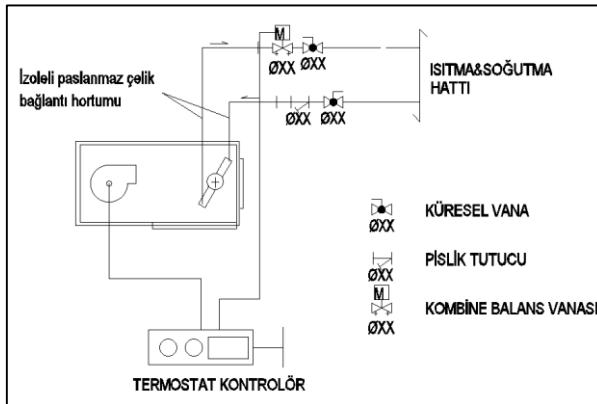 M
ØXX ØXX
İzoleli paslanmaz çelik
bağlantı hortumu
ISITMA&SOĞUTMA
HATTI
ØXX ØXX
KÜRESEL VANA
ØXX
PİSLİK TUTUCU
ØXX
M
KOMBİNE BALANS VANASI
ØXX
TERMOSTAT KONTROLÖR